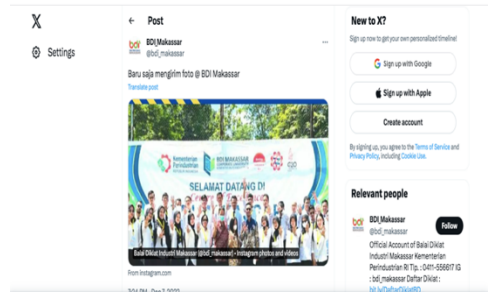 X
Settings
← Post
BDI_Makassar
@bdi_makassar
Baru saja mengirim foto @ BDI Makassar
Translate post
Kementerian
Perindustrian
BDI MAKASSAR
SELAMAT DATANG DI
Balai Diklat Industri Makassar (@bdi_makassar) • Instagram photos and videos
From instagram.com
New to X?
Sign up now to get your own personalized timeline!
Sign up with Google
Sign up with Apple
Create account
By signing up, you agree to the Terms of Service and
Privacy Policy, including Cookie Use.
Relevant people
BDI_Makassar
@bdi_makassar
Follow
Official Account of Balai Diklat
Industri Makassar Kementerian
Perindustrian RI Tlp. : 0411-556617 IG
: bdi_makassar Daftar Diklat :